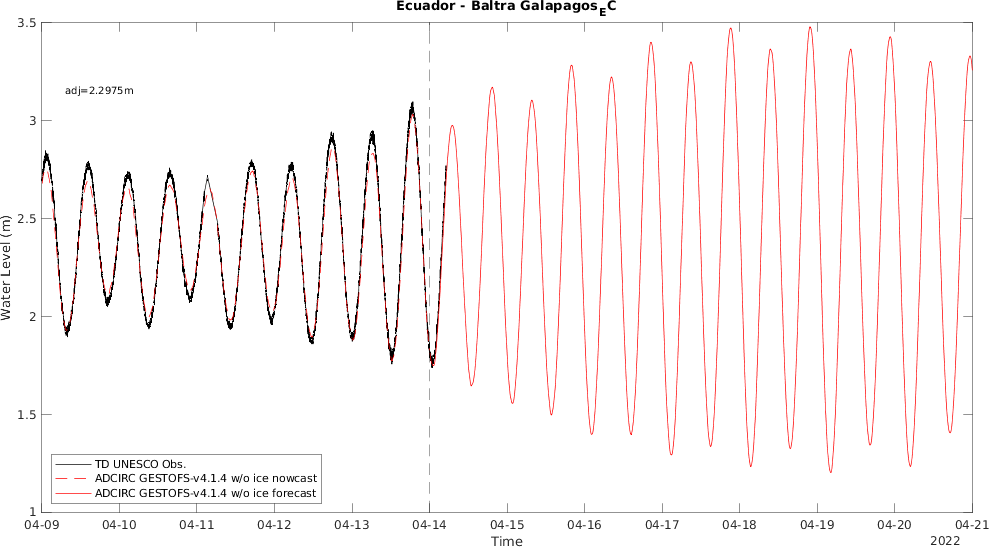 Ecuador - Baltra GalapagosEC
3.5
adj=2.2975m
3
2.5
Water Level (m)
2
1.5
TD UNESCO Obs.
ADCIRC GESTOFS-v4.1.4 w/o ice nowcast
ADCIRC GESTOFS-v4.1.4 w/o ice forecast
1
04-09 04-10 04-11 04-12 04-13 04-14 04-15 04-16 04-17 04-18 04-19 04-20 04-21
Time
2022